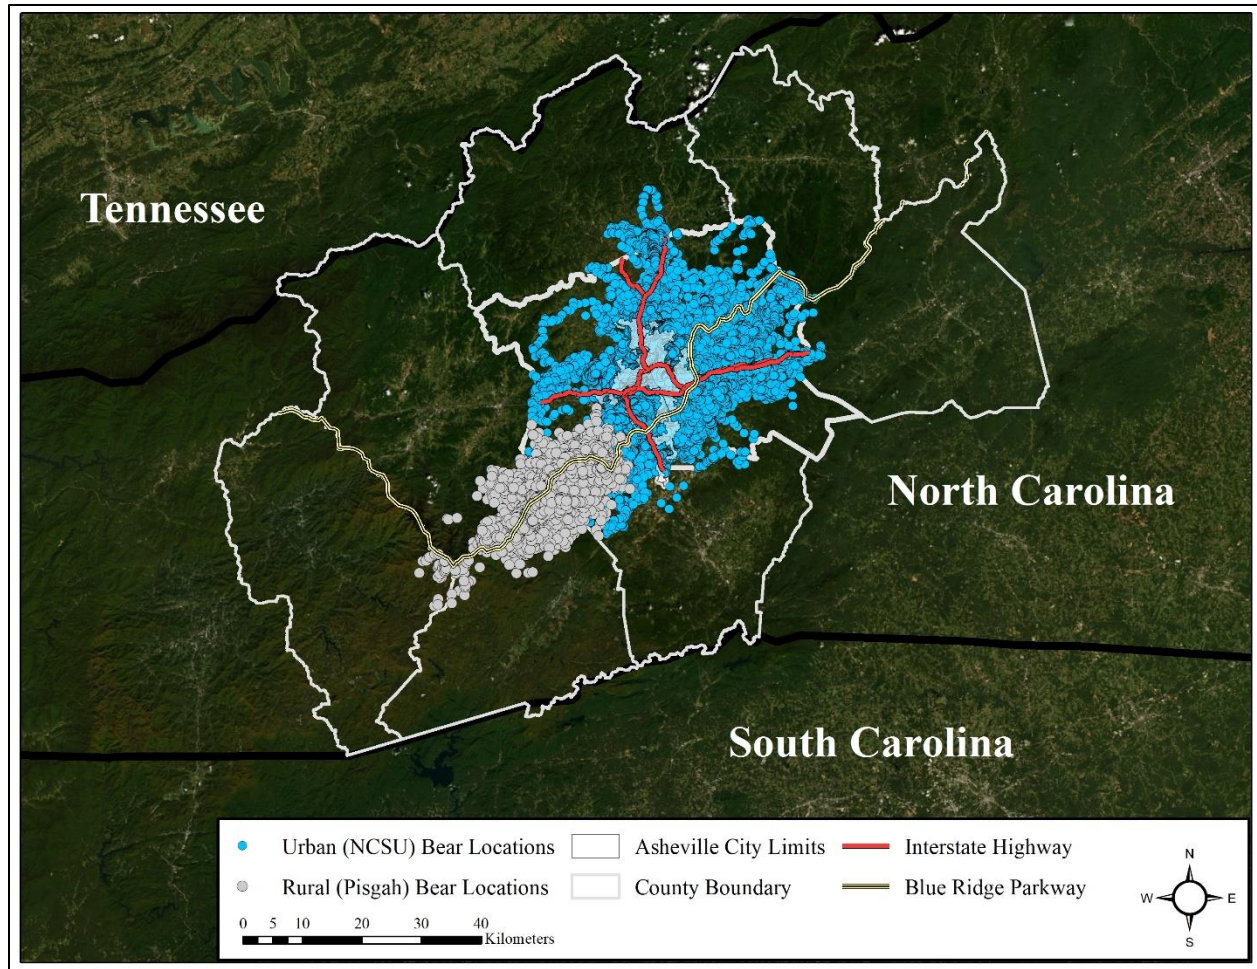 Tennessee
North Carolina
South Carolina
Urban (NCSU) Bear Locations
Asheville City Limits
Interstate Highway
Rural (Pisgah) Bear Locations
County Boundary
Blue Ridge Parkway
0 5 10 20 30 40
Kilometers
N
W E
S